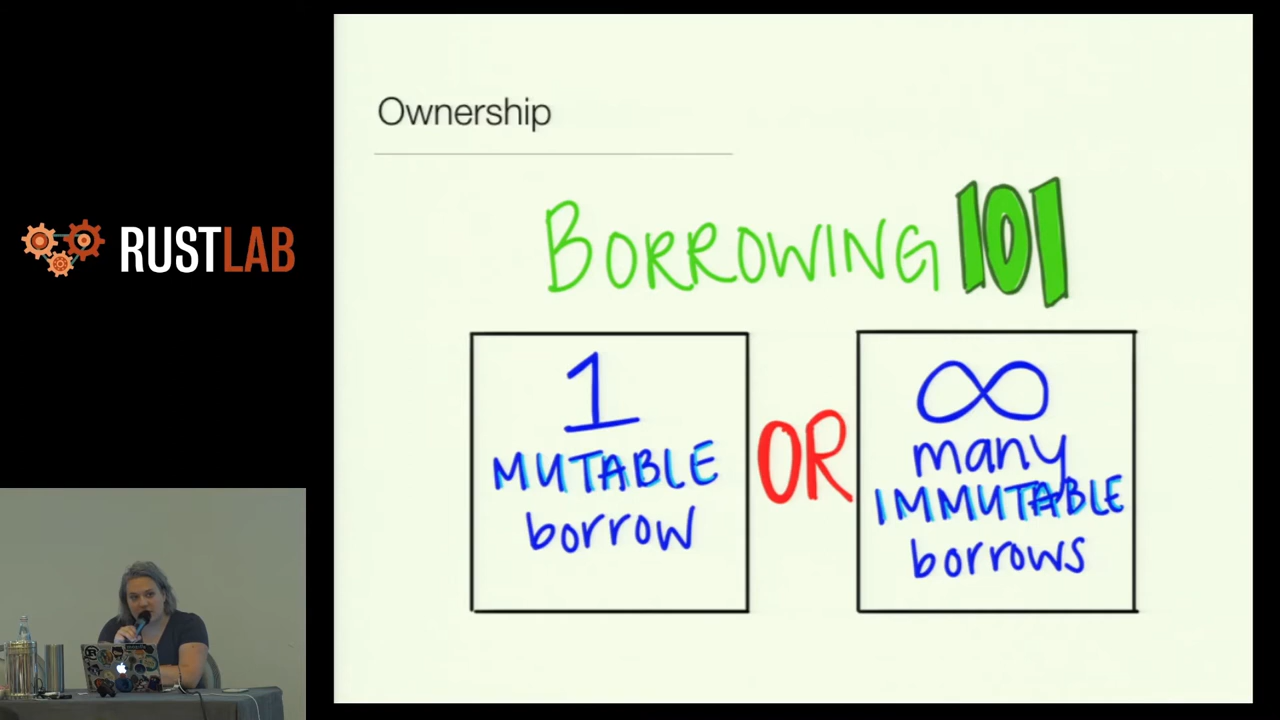 RUSTLAB
Ownership
BORROWING 101
1
MUTABLE
borrow
OR
∞
many
IMMUTABLE
borrows